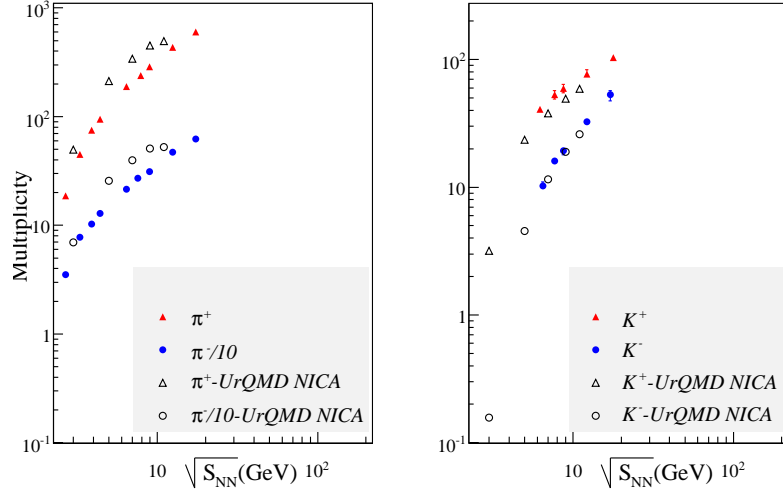 Multiplicity
10³
10²
10
1
10⁻¹
π⁺
π⁻/10
π⁺-UrQMD NICA
π⁻/10-UrQMD NICA
10
10²
√S_NN(GeV)
10²
10
1
10⁻¹
K⁺
K⁻
K⁺-UrQMD NICA
K⁻-UrQMD NICA
10
10²
√S_NN(GeV)